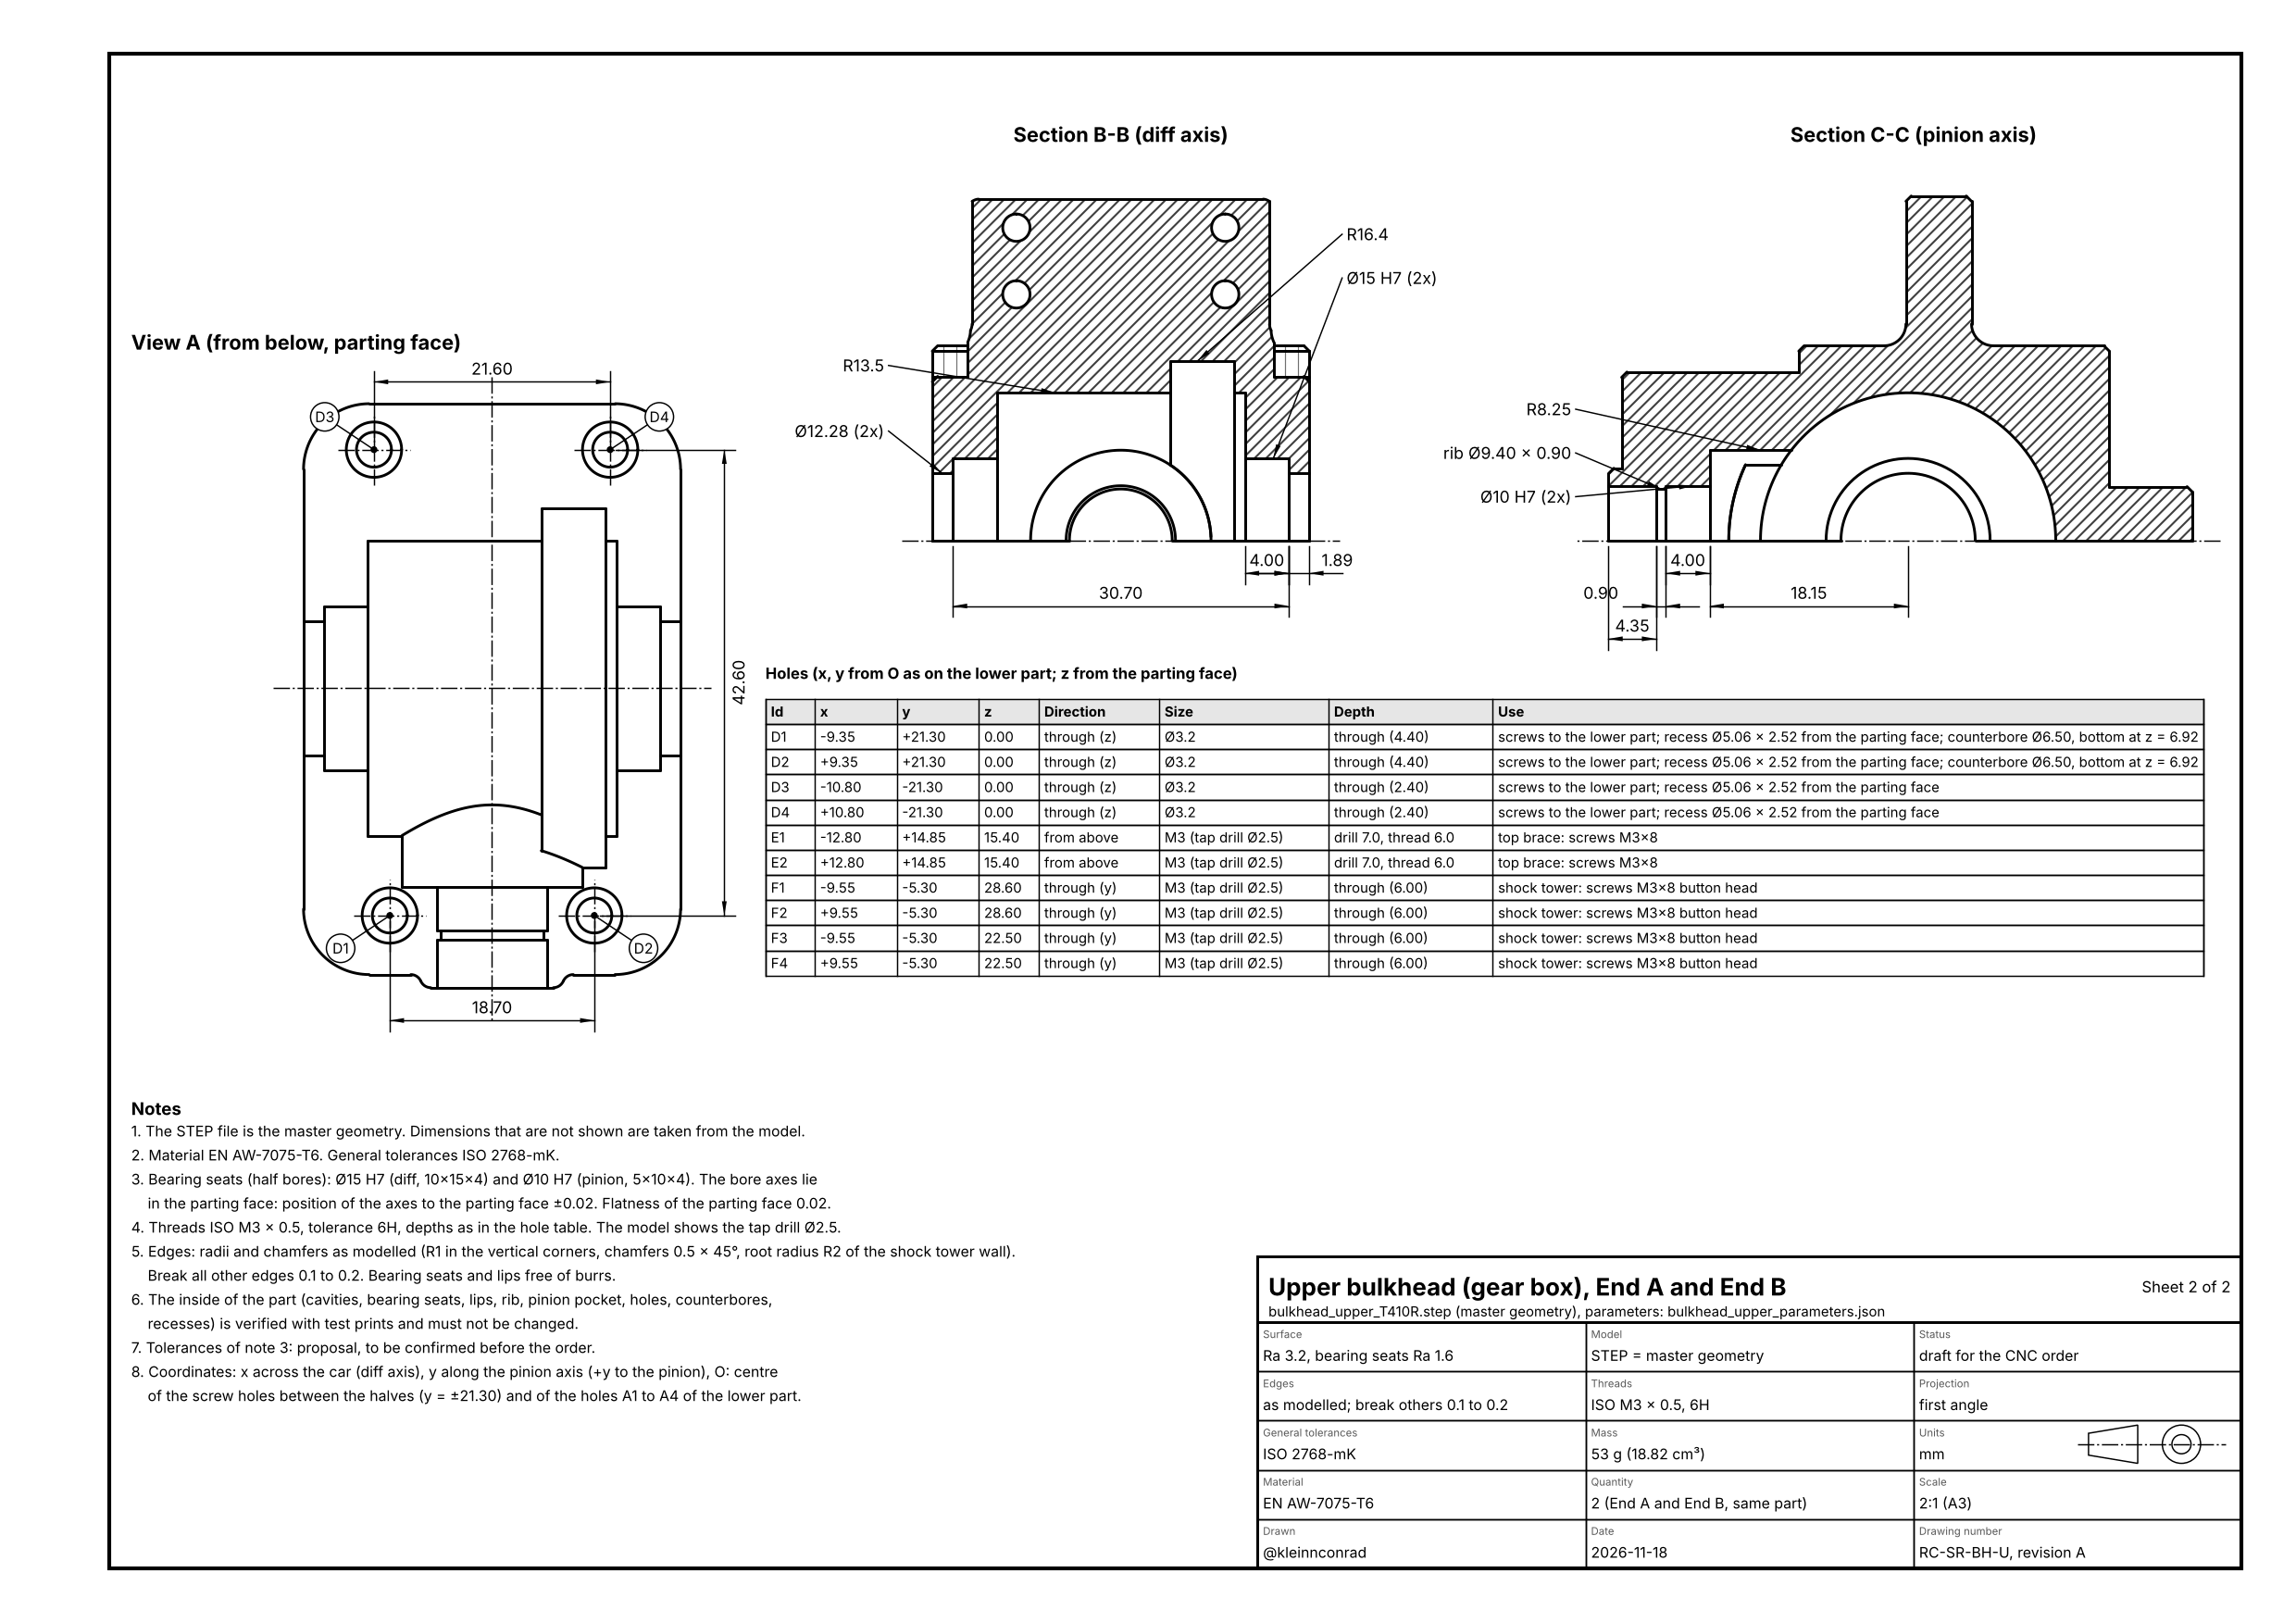 Section B-B (diff axis)
Section C-C (pinion axis)
R16.4
Ø15 H7 (2x)
R13.5
Ø12.28 (2x)
4.00
1.89
30.70
R8.25
rib Ø9.40 × 0.90
Ø10 H7 (2x)
4.00
0.90
18.15
4.35
View A (from below, parting face)
21.60
D3
D4
42.60
D1
D2
18.70
Holes (x, y from O as on the lower part; z from the parting face)
Id x y z Direction Size Depth Use
D1 -9.35 +21.30 0.00 through (z) Ø3.2 through (4.40) screws to the lower part; recess Ø5.06 × 2.52 from the parting face; counterbore Ø6.50, bottom at z = 6.92
D2 +9.35 +21.30 0.00 through (z) Ø3.2 through (4.40) screws to the lower part; recess Ø5.06 × 2.52 from the parting face; counterbore Ø6.50, bottom at z = 6.92
D3 -10.80 -21.30 0.00 through (z) Ø3.2 through (2.40) screws to the lower part; recess Ø5.06 × 2.52 from the parting face
D4 +10.80 -21.30 0.00 through (z) Ø3.2 through (2.40) screws to the lower part; recess Ø5.06 × 2.52 from the parting face
E1 -12.80 +14.85 15.40 from above M3 (tap drill Ø2.5) drill 7.0, thread 6.0 top brace: screws M3×8
E2 +12.80 +14.85 15.40 from above M3 (tap drill Ø2.5) drill 7.0, thread 6.0 top brace: screws M3×8
F1 -9.55 -5.30 28.60 through (y) M3 (tap drill Ø2.5) through (6.00) shock tower: screws M3×8 button head
F2 +9.55 -5.30 28.60 through (y) M3 (tap drill Ø2.5) through (6.00) shock tower: screws M3×8 button head
F3 -9.55 -5.30 22.50 through (y) M3 (tap drill Ø2.5) through (6.00) shock tower: screws M3×8 button head
F4 +9.55 -5.30 22.50 through (y) M3 (tap drill Ø2.5) through (6.00) shock tower: screws M3×8 button head
Notes
1. The STEP file is the master geometry. Dimensions that are not shown are taken from the model.
2. Material EN AW-7075-T6. General tolerances ISO 2768-mK.
3. Bearing seats (half bores): Ø15 H7 (diff, 10×15×4) and Ø10 H7 (pinion, 5×10×4). The bore axes lie
in the parting face: position of the axes to the parting face ±0.02. Flatness of the parting face 0.02.
4. Threads ISO M3 × 0.5, tolerance 6H, depths as in the hole table. The model shows the tap drill Ø2.5.
5. Edges: radii and chamfers as modelled (R1 in the vertical corners, chamfers 0.5 × 45°, root radius R2 of the shock tower wall).
Break all other edges 0.1 to 0.2. Bearing seats and lips free of burrs.
6. The inside of the part (cavities, bearing seats, lips, rib, pinion pocket, holes, counterbores,
recesses) is verified with test prints and must not be changed.
7. Tolerances of note 3: proposal, to be confirmed before the order.
8. Coordinates: x across the car (diff axis), y along the pinion axis (+y to the pinion), O: centre
of the screw holes between the halves (y = ±21.30) and of the holes A1 to A4 of the lower part.
Upper bulkhead (gear box), End A and End B
Sheet 2 of 2
bulkhead_upper_T410R.step (master geometry), parameters: bulkhead_upper_parameters.json
Surface Model Status
Ra 3.2, bearing seats Ra 1.6 STEP = master geometry draft for the CNC order
Edges Threads Projection
as modelled; break others 0.1 to 0.2 ISO M3 × 0.5, 6H first angle
General tolerances Mass Units
ISO 2768-mK 53 g (18.82 cm³) mm
Material Quantity Scale
EN AW-7075-T6 2 (End A and End B, same part) 2:1 (A3)
Drawn Date Drawing number
@kleinnconrad 2026-11-18 RC-SR-BH-U, revision A